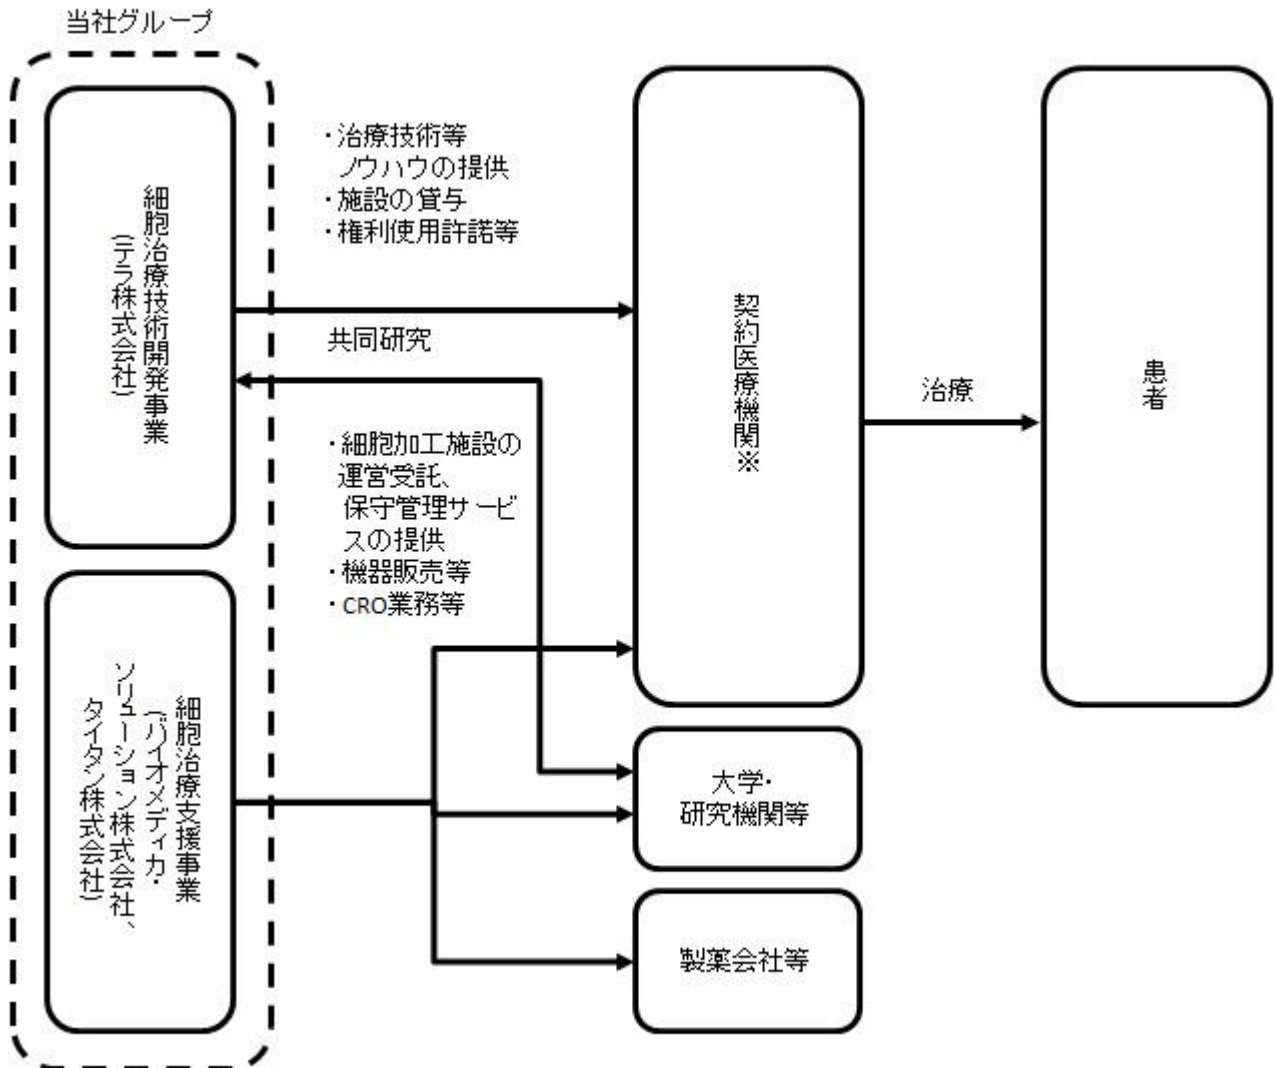 当社グループ
細胞治療技術開発事業
(テラ株式会社)
・治療技術等
ノウハウの提供
・施設の貸与
・権利使用許諾等
共同研究
・細胞加工施設の
運営受託、
保守管理サービ
スの提供
・機器販売等
・CRO業務等
細胞治療支援事業
(バイオメディカ・
ソリューション株式会社、
タイタン株式会社)
契約医療機関※
治療
患者
大学・
研究機関等
製薬会社等